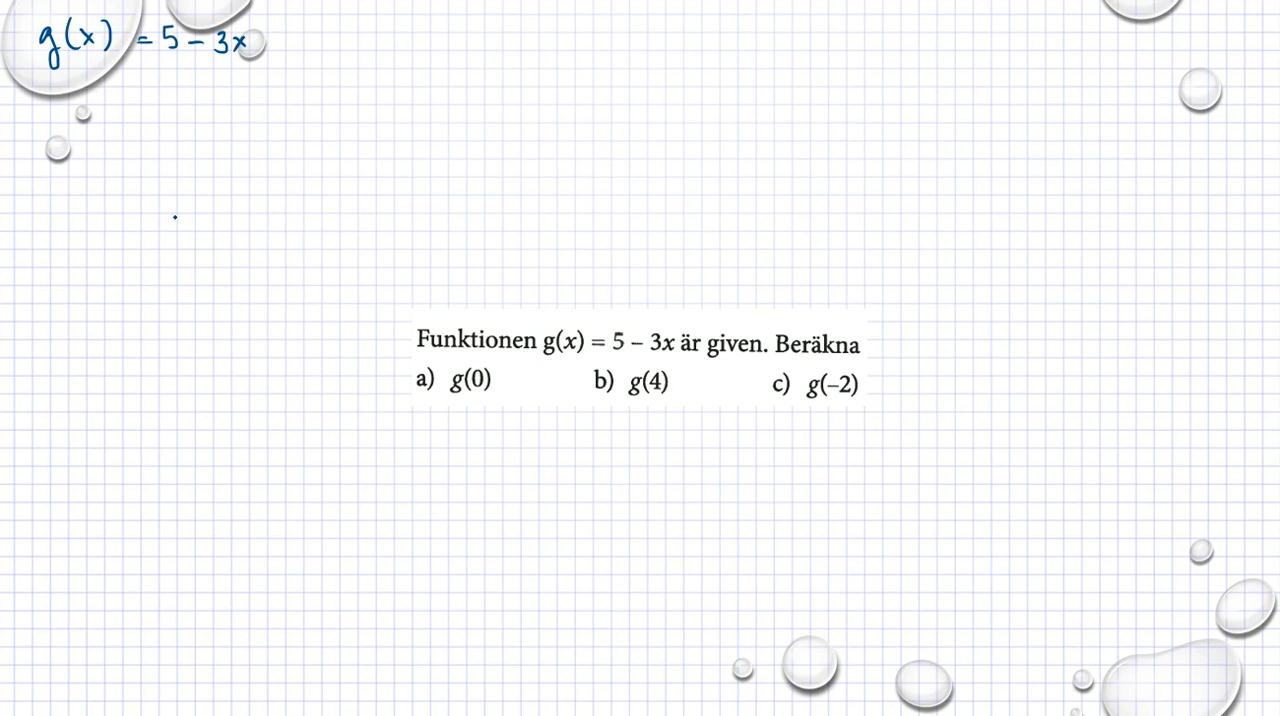 g(x) = 5 - 3x
Funktionen g(x) = 5 – 3x är given. Beräkna
a) g(0) b) g(4) c) g(–2)